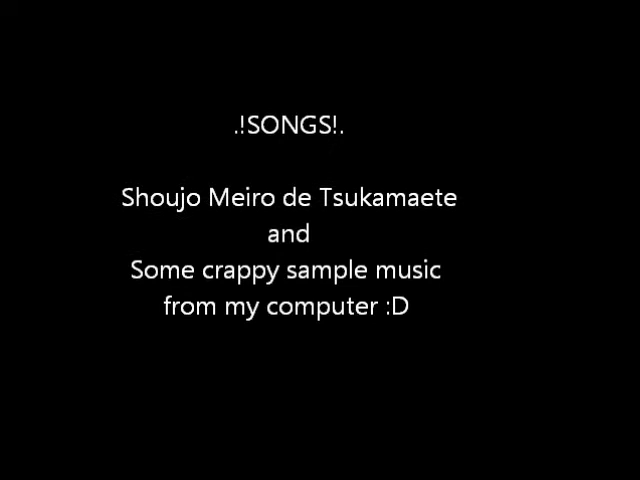 .!SONGS!.
Shoujo Meiro de Tsukamaete
and
Some crappy sample music
from my computer :D